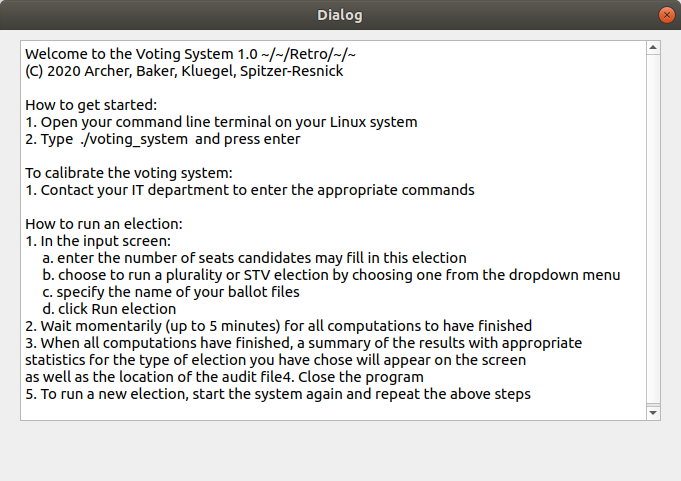 Dialog
Welcome to the Voting System 1.0 ~/~/Retro/~/~
(C) 2020 Archer, Baker, Kluegel, Spitzer-Resnick
How to get started:
1. Open your command line terminal on your Linux system
2. Type  ./voting_system  and press enter
To calibrate the voting system:
1. Contact your IT department to enter the appropriate commands
How to run an election:
1. In the input screen:
a. enter the number of seats candidates may fill in this election
b. choose to run a plurality or STV election by choosing one from the dropdown menu
c. specify the name of your ballot files
d. click Run election
2. Wait momentarily (up to 5 minutes) for all computations to have finished
3. When all computations have finished, a summary of the results with appropriate
statistics for the type of election you have chose will appear on the screen
as well as the location of the audit file4. Close the program
5. To run a new election, start the system again and repeat the above steps